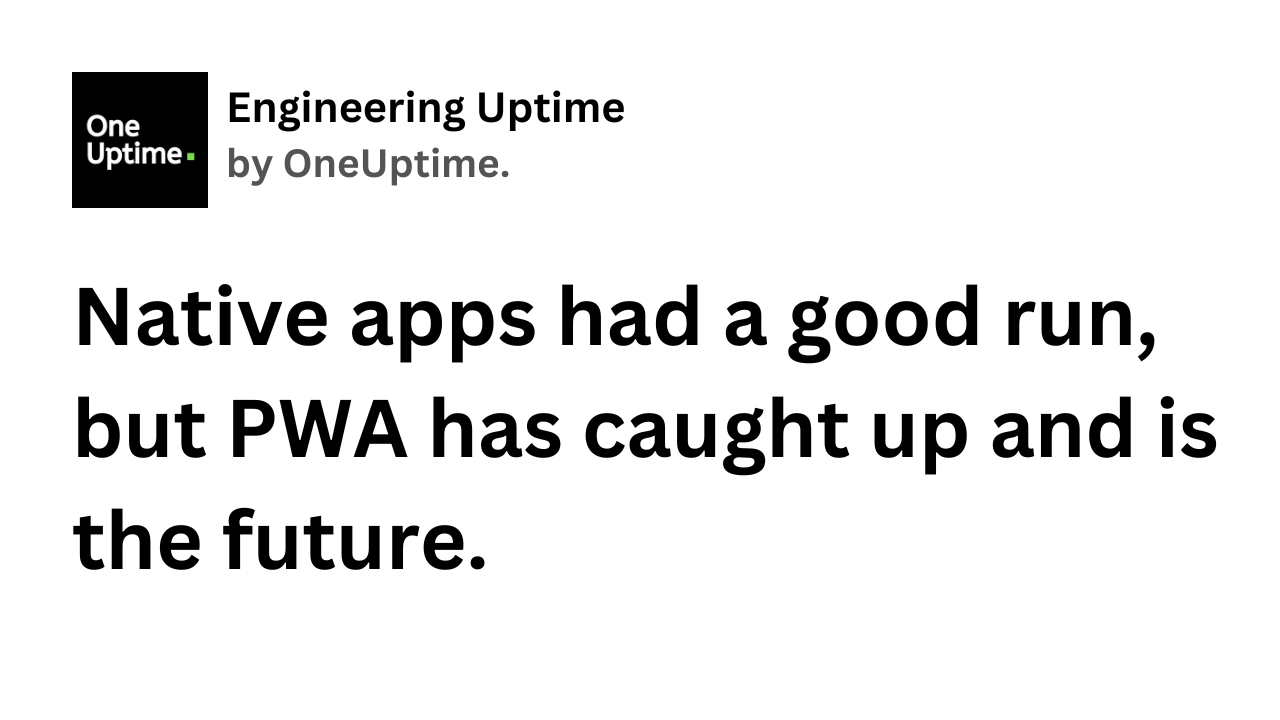 One
Uptime.
Engineering Uptime
by OneUptime.
Native apps had a good run,
but PWA has caught up and is
the future.